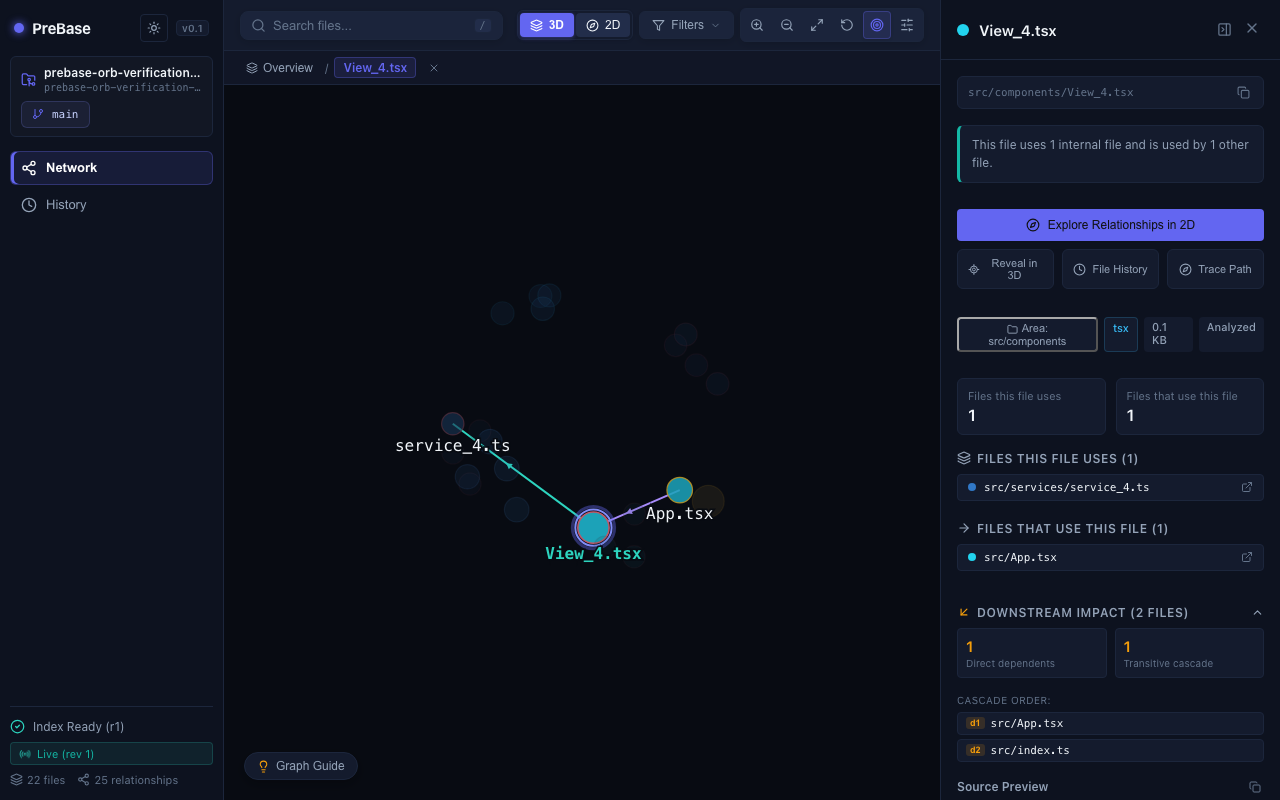 PreBase
v0.1
prebase-orb-verification...
prebase-orb-verification-...
main
Network
History
Index Ready (r1)
Live (rev 1)
22 files
25 relationships
Search files...
/
3D
2D
Filters
Overview
/
View_4.tsx
service_4.ts
App.tsx
View_4.tsx
Graph Guide
View_4.tsx
src/components/View_4.tsx
This file uses 1 internal file and is used by 1 other
file.
Explore Relationships in 2D
Reveal in
3D
File History
Trace Path
Area:
src/components
tsx
0.1
KB
Analyzed
Files this file uses
1
Files that use this file
1
FILES THIS FILE USES (1)
src/services/service_4.ts
FILES THAT USE THIS FILE (1)
src/App.tsx
DOWNSTREAM IMPACT (2 FILES)
1
Direct dependents
1
Transitive cascade
CASCADE ORDER:
d1 src/App.tsx
d2 src/index.ts
Source Preview